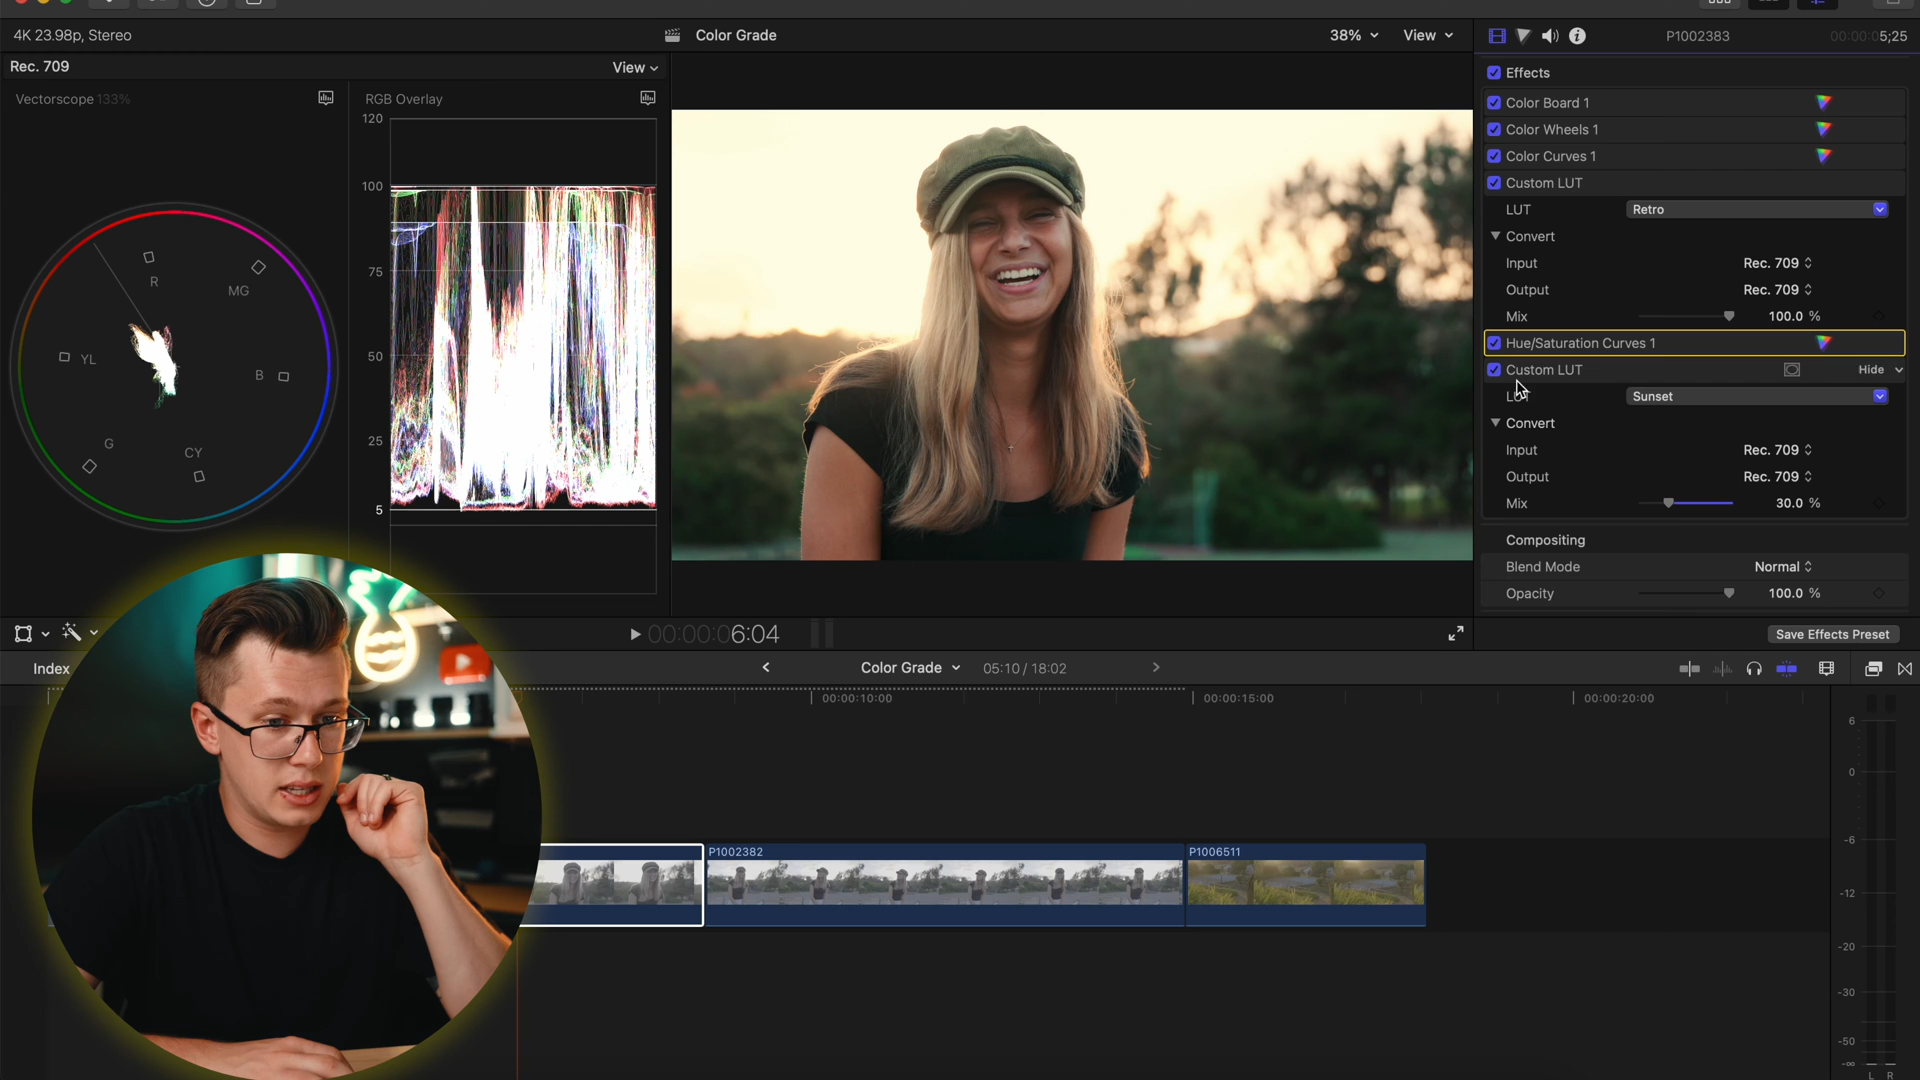 4K 23.98p, Stereo
Color Grade
38%
View
P1002383
00:00:05;25
Rec. 709
View
Vectorscope 133%
RGB Overlay
120
100
75
50
25
5
R
MG
YL
B
G
CY
Effects
Color Board 1
Color Wheels 1
Color Curves 1
Custom LUT
LUT
Retro
Convert
Input
Rec. 709
Output
Rec. 709
Mix
100.0 %
Hue/Saturation Curves 1
Custom LUT
Hide
Sunset
Convert
Input
Rec. 709
Output
Rec. 709
Mix
30.0 %
Compositing
Blend Mode
Normal
Opacity
100.0 %
00:00:06:04
Save Effects Preset
Index
Color Grade
05:10 / 18:02
00:00:10:00
00:00:15:00
00:00:20:00
P1002382
P1006511
6
0
-6
-12
-20
-30
-50
-∞
L R